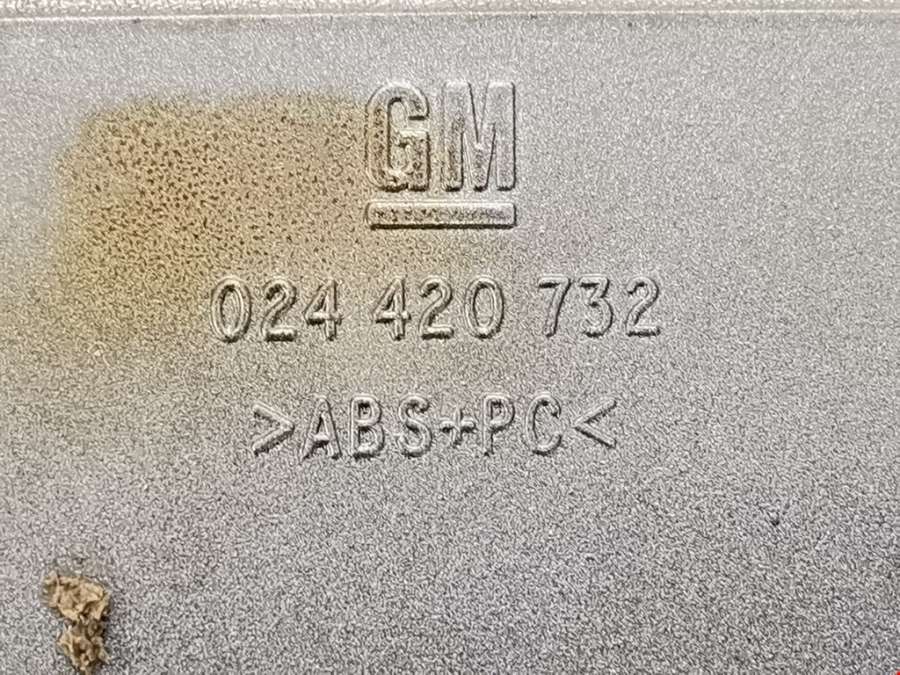 GM
024 420 732
>ABS+PC<